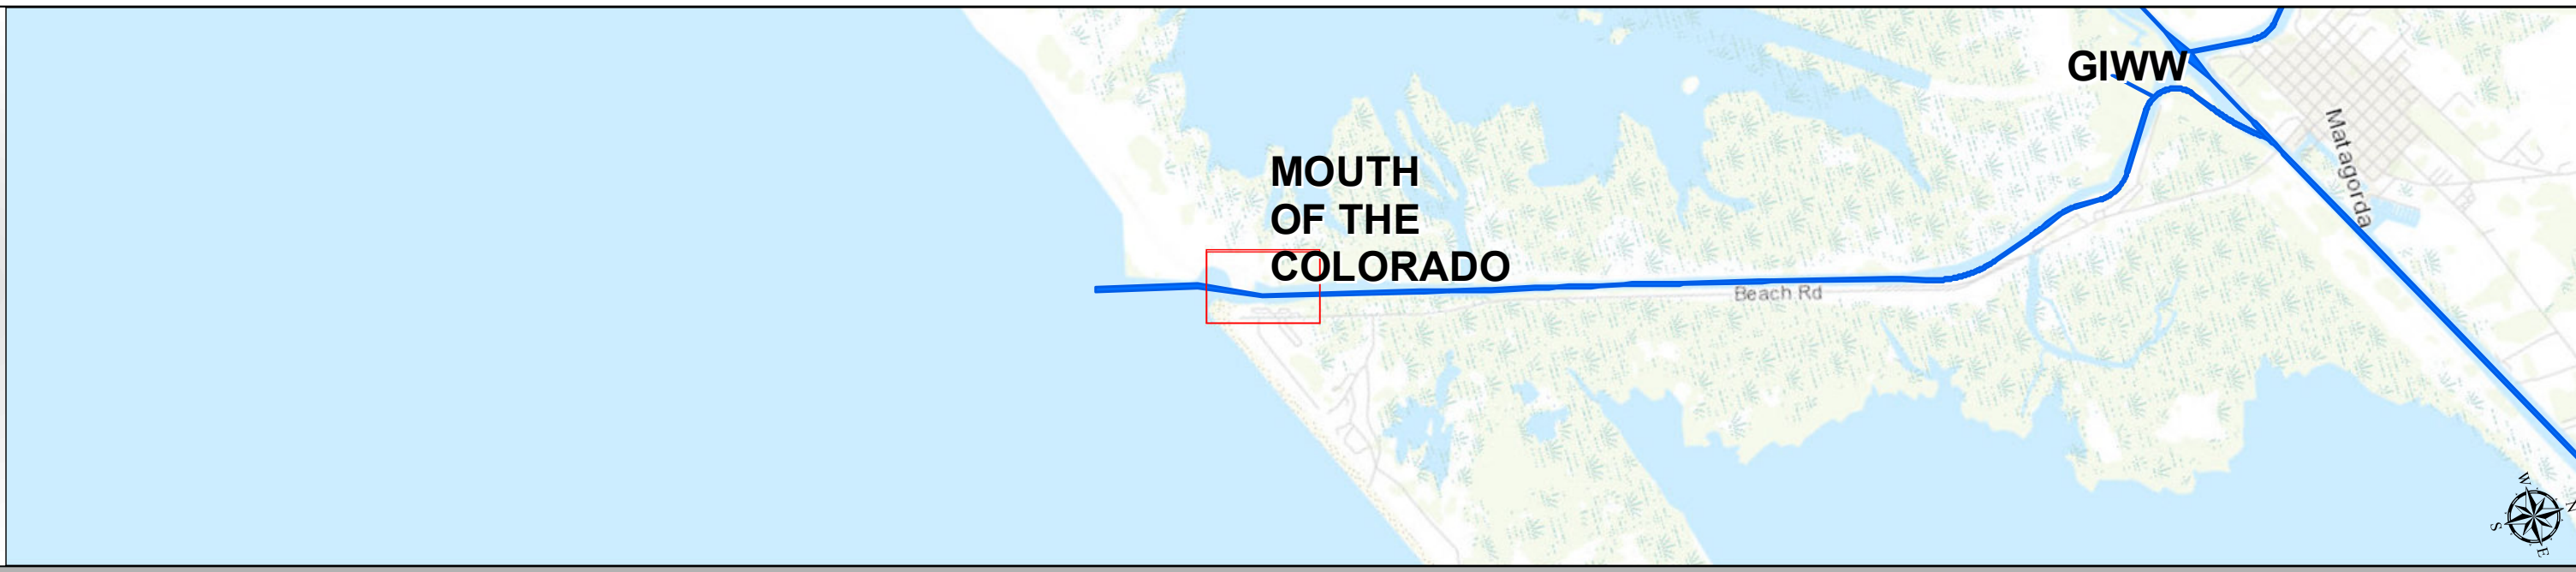 GIWW
Matagorda
MOUTH
OF THE
COLORADO
Beach Rd
W
N
S
E